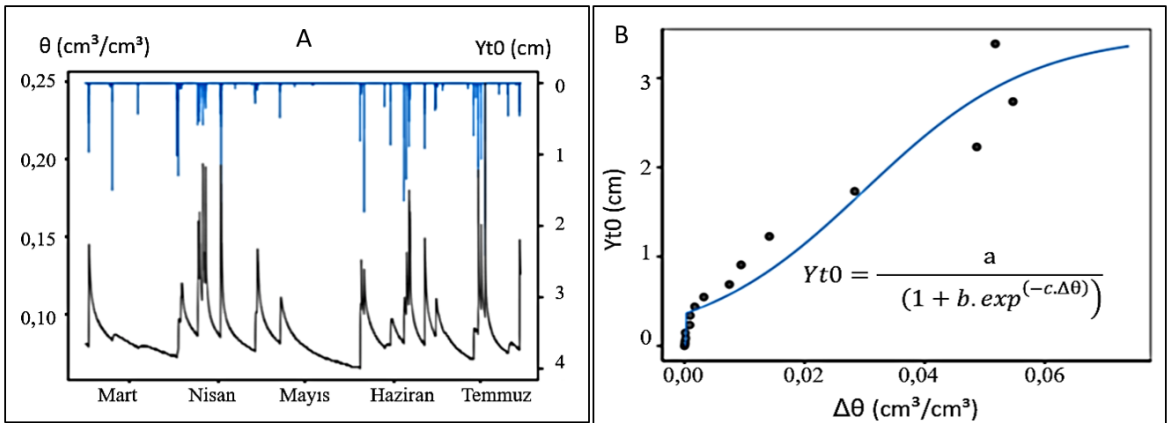 A
θ (cm³/cm³)
Yt0 (cm)
0,25
0,20
0,15
0,10
0
1
2
3
4
Mart Nisan Mayıs Haziran Temmuz
B
Yt0 (cm)
3
2
1
0
Yt0 = a / (1 + b. exp^(−c.Δθ))
0,00 0,02 0,04 0,06
Δθ (cm³/cm³)